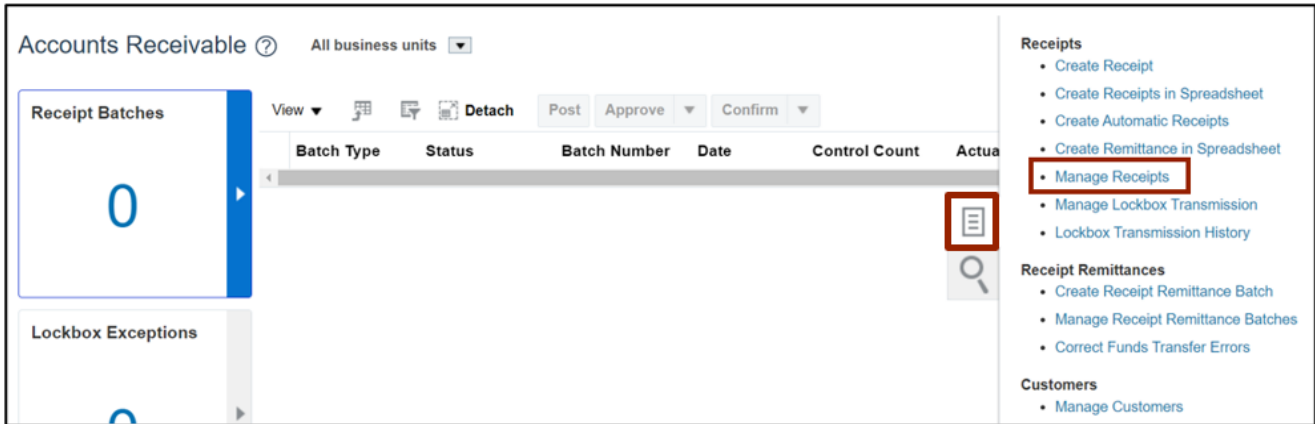 Accounts Receivable
All business units
Receipt Batches
0
View
Detach
Post
Approve
Confirm
Batch Type Status Batch Number Date Control Count
Lockbox Exceptions
Receipts
Create Receipt
Create Receipts in Spreadsheet
Create Automatic Receipts
Create Remittance in Spreadsheet
Manage Receipts
Manage Lockbox Transmission
Lockbox Transmission History
Receipt Remittances
Create Receipt Remittance Batch
Manage Receipt Remittance Batches
Correct Funds Transfer Errors
Customers
Manage Customers